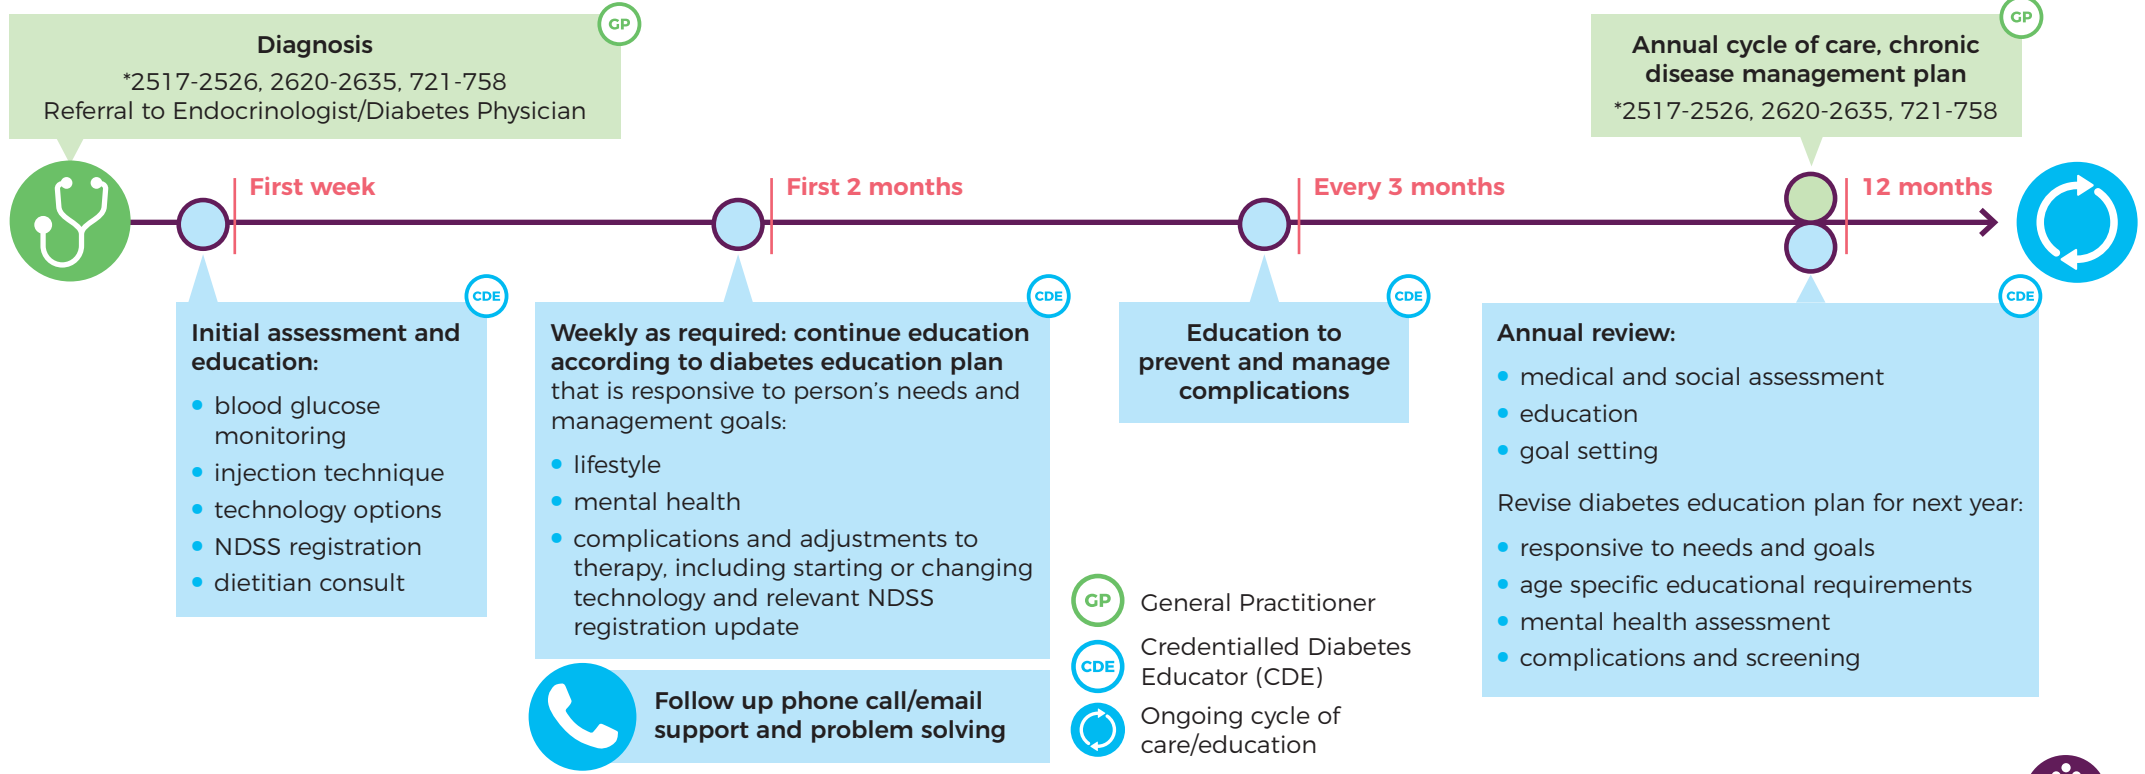 GP
Diagnosis
*2517-2526, 2620-2635, 721-758
Referral to Endocrinologist/Diabetes Physician
GP
Annual cycle of care, chronic
disease management plan
*2517-2526, 2620-2635, 721-758
First week
First 2 months
Every 3 months
12 months
CDE
Initial assessment and
education:
• blood glucose
monitoring
• injection technique
• technology options
• NDSS registration
• dietitian consult
CDE
Weekly as required: continue education
according to diabetes education plan
that is responsive to person's needs and
management goals:
• lifestyle
• mental health
• complications and adjustments to
therapy, including starting or changing
technology and relevant NDSS
registration update
Follow up phone call/email
support and problem solving
CDE
Education to
prevent and manage
complications
CDE
Annual review:
• medical and social assessment
• education
• goal setting
Revise diabetes education plan for next year:
• responsive to needs and goals
• age specific educational requirements
• mental health assessment
• complications and screening
GP General Practitioner
CDE Credentialled Diabetes
Educator (CDE)
Ongoing cycle of
care/education